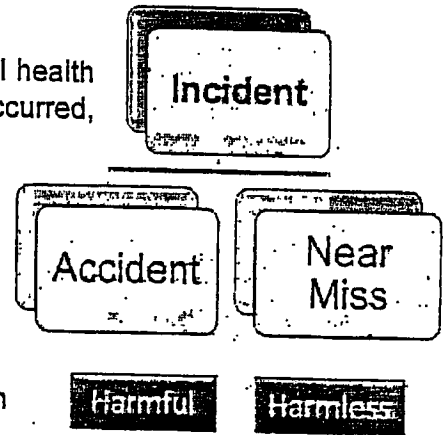 l health
ccurred,
Incident
Accident
Near
Miss
n
Harmful
Harmless